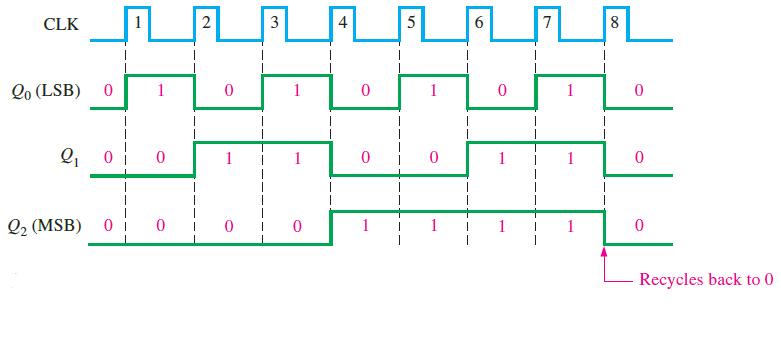 CLK 1 2 3 4 5 6 7 8
Q0 (LSB) 0 1 0 1 0 1 0 1 0
Q1 0 0 1 1 0 0 1 1 0
Q2 (MSB) 0 0 0 0 1 1 1 1 0
Recycles back to 0